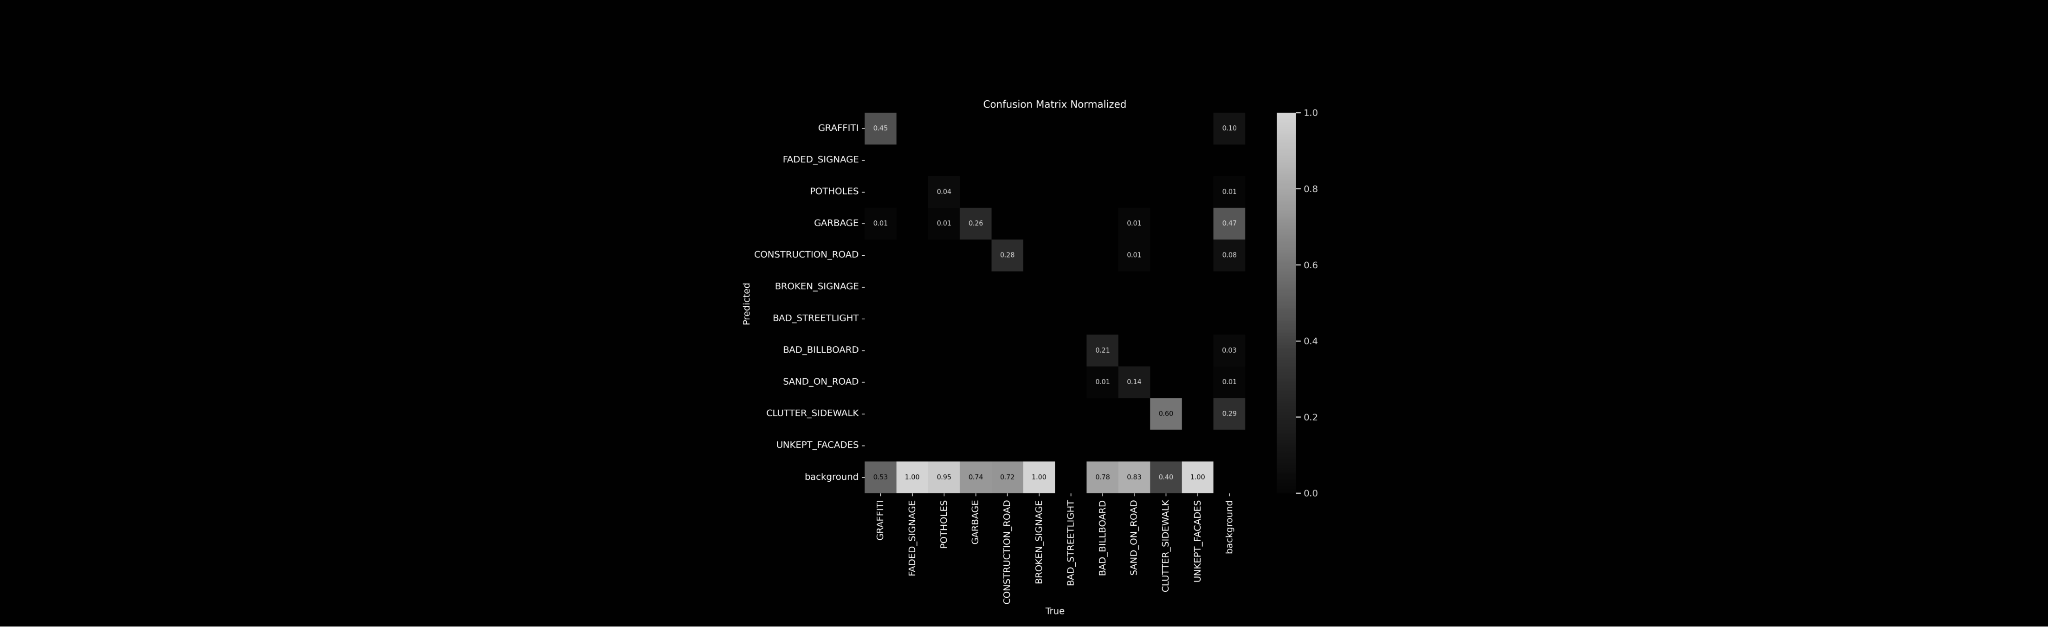 Confusion Matrix Normalized
GRAFFITI 0.45 0.10 1.0
FADED_SIGNAGE
POTHOLES 0.04 0.01 0.8
GARBAGE 0.01 0.01 0.26 0.01 0.47
CONSTRUCTION_ROAD 0.28 0.01 0.08 0.6
Predicted
BROKEN_SIGNAGE
BAD_STREETLIGHT
BAD_BILLBOARD 0.21 0.03 0.4
SAND_ON_ROAD 0.01 0.14 0.01
CLUTTER_SIDEWALK 0.60 0.29 0.2
UNKEPT_FACADES
background 0.53 1.00 0.95 0.74 0.72 1.00 0.78 0.83 0.40 1.00 0.0
GRAFFITI
FADED_SIGNAGE
POTHOLES
GARBAGE
CONSTRUCTION_ROAD
BROKEN_SIGNAGE
BAD_STREETLIGHT
BAD_BILLBOARD
SAND_ON_ROAD
CLUTTER_SIDEWALK
UNKEPT_FACADES
background
True